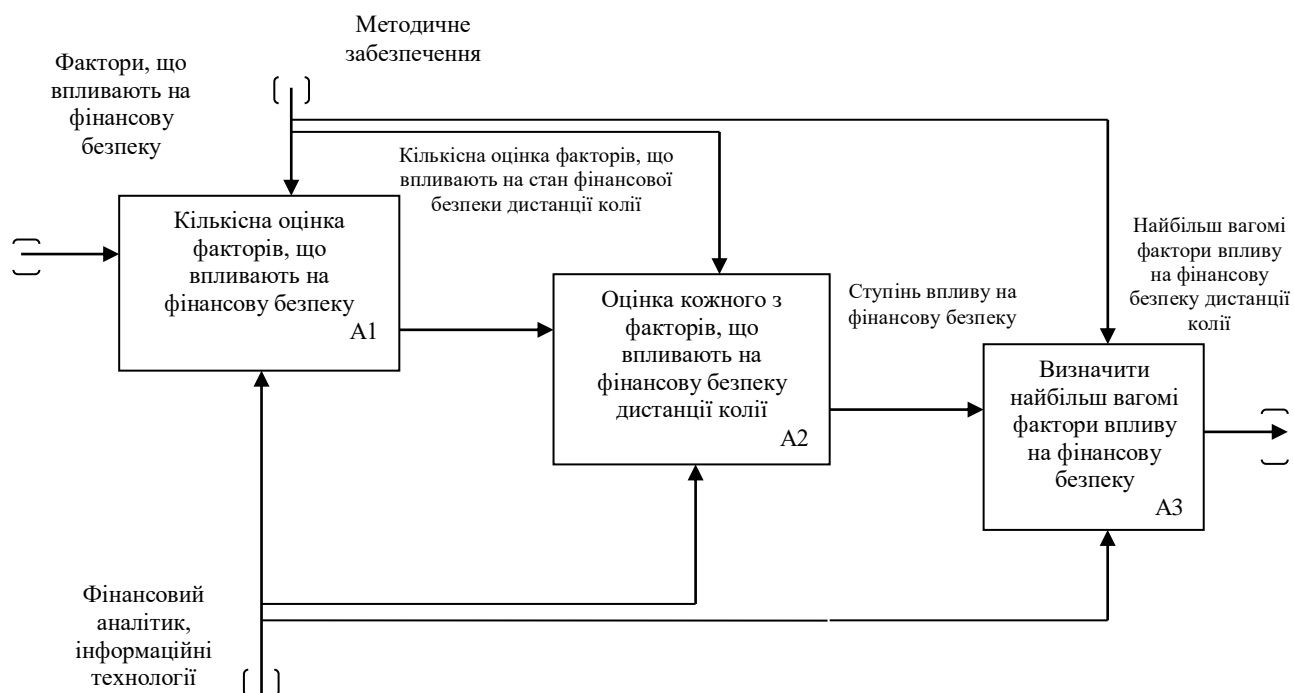 Методичне
забезпечення
Фактори, що
впливають на
фінансову
безпеку
Кількісна оцінка факторів, що
впливають на стан фінансової
безпеки дистанції колії
Кількісна оцінка
факторів, що
впливають на
фінансову безпеку
А1
Оцінка кожного з
факторів, що
впливають на
фінансову безпеку
дистанції колії
А2
Ступінь впливу на
фінансову безпеку
Найбільш вагомі
фактори впливу
на фінансову
безпеку дистанції
колії
Визначити
найбільш вагомі
фактори впливу
на фінансову
безпеку
А3
Фінансовий
аналітик,
інформаційні
технології